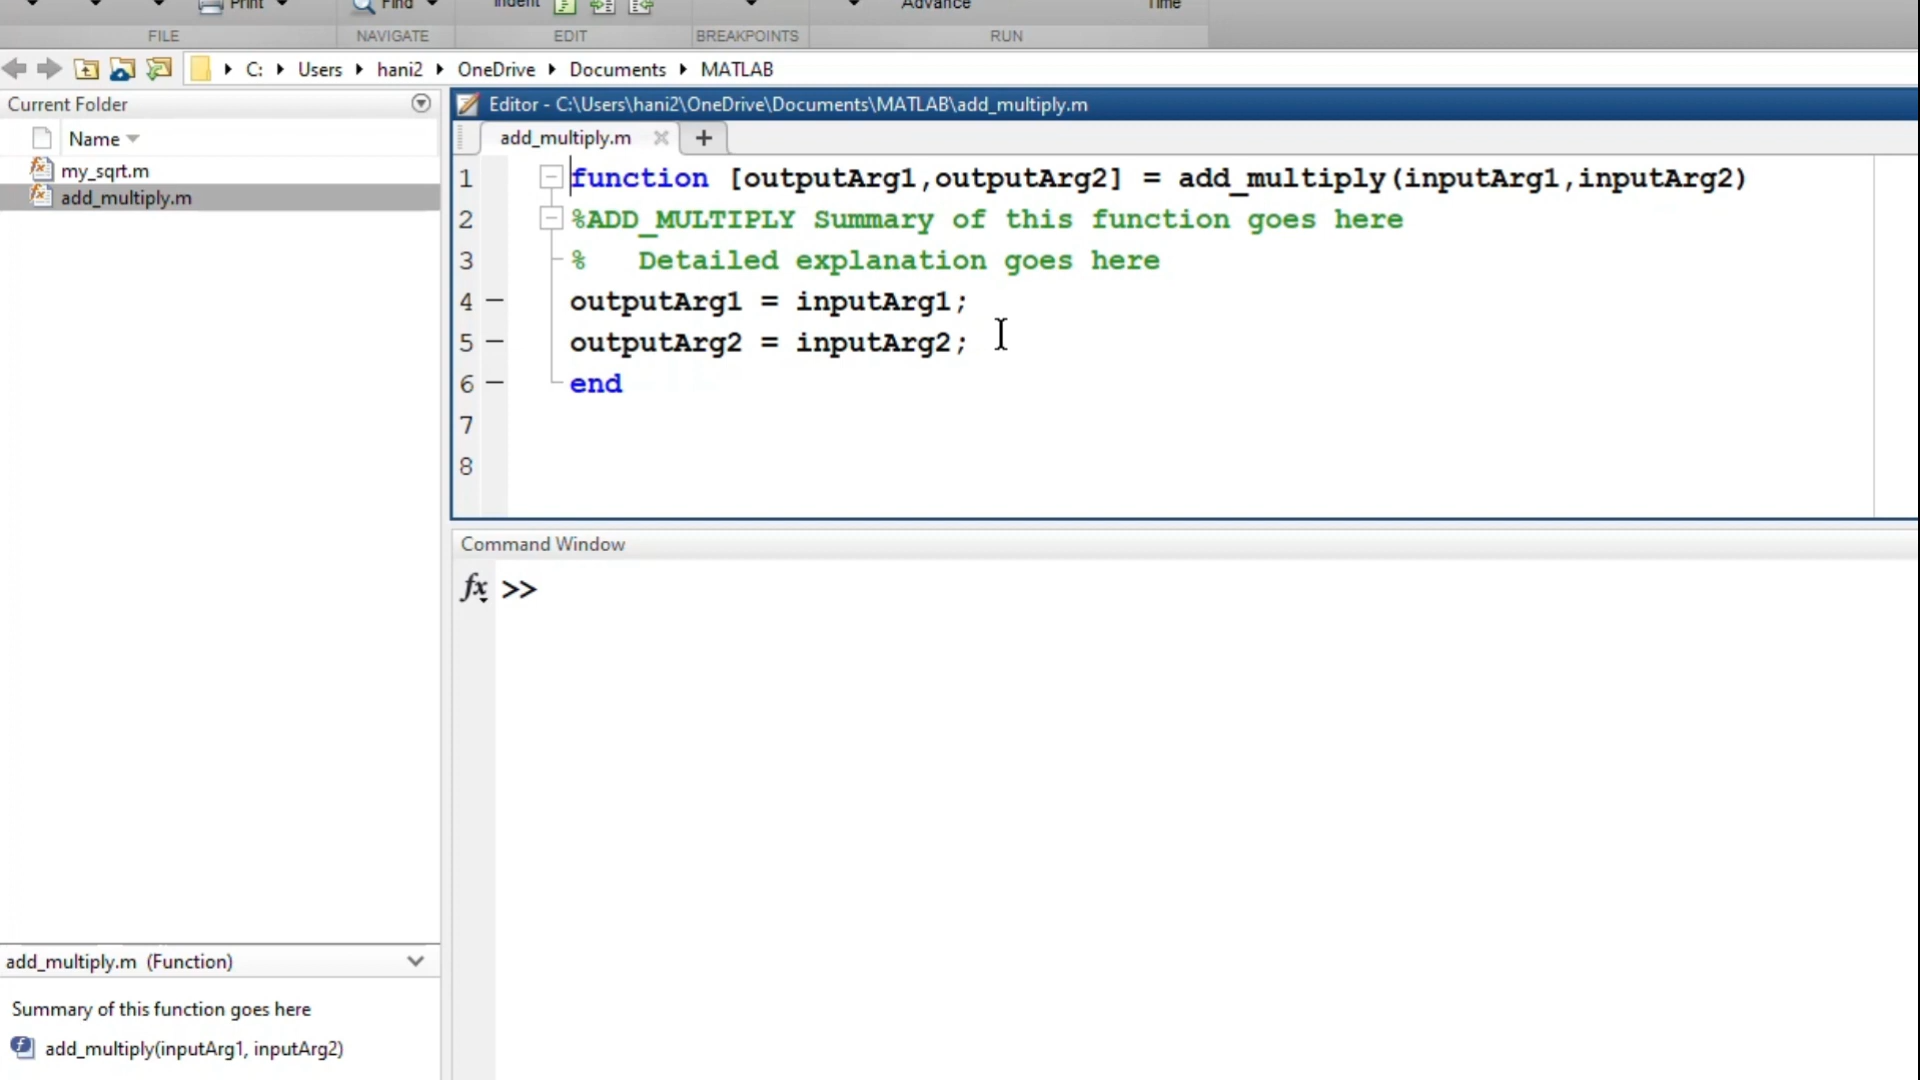 Print Find Indent Advance Time
FILE NAVIGATE EDIT BREAKPOINTS RUN
C: Users hani2 OneDrive Documents MATLAB
Current Folder
Name
my_sqrt.m
add_multiply.m
Editor - C:\Users\hani2\OneDrive\Documents\MATLAB\add_multiply.m
add_multiply.m
1 function [outputArg1,outputArg2] = add_multiply(inputArg1,inputArg2)
2 %ADD_MULTIPLY Summary of this function goes here
3 %   Detailed explanation goes here
4 outputArg1 = inputArg1;
5 outputArg2 = inputArg2;
6 end
7
8
Command Window
fx >>
add_multiply.m (Function)
Summary of this function goes here
add_multiply(inputArg1, inputArg2)